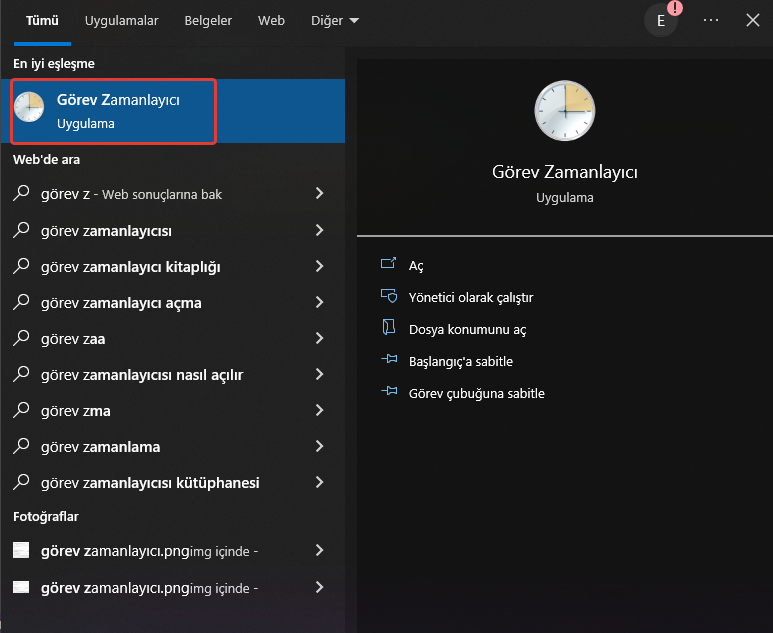 Tümü Uygulamalar Belgeler Web Diğer E ! ...
En iyi eşleşme
Görev Zamanlayıcı
Uygulama
Web'de ara
görev z - Web sonuçlarına bak
görev zamanlayıcısı
görev zamanlayıcı kitaplığı
görev zamanlayıcı açma
görev zaa
görev zamanlayıcısı nasıl açılır
görev zma
görev zamanlama
görev zamanlayıcısı kütüphanesi
Fotoğraflar
görev zamanlayıcı.pngimg içinde -
görev zamanlayıcı.pngimg içinde -
Görev Zamanlayıcı
Uygulama
Aç
Yönetici olarak çalıştır
Dosya konumunu aç
Başlangıç'a sabitle
Görev çubuğuna sabitle